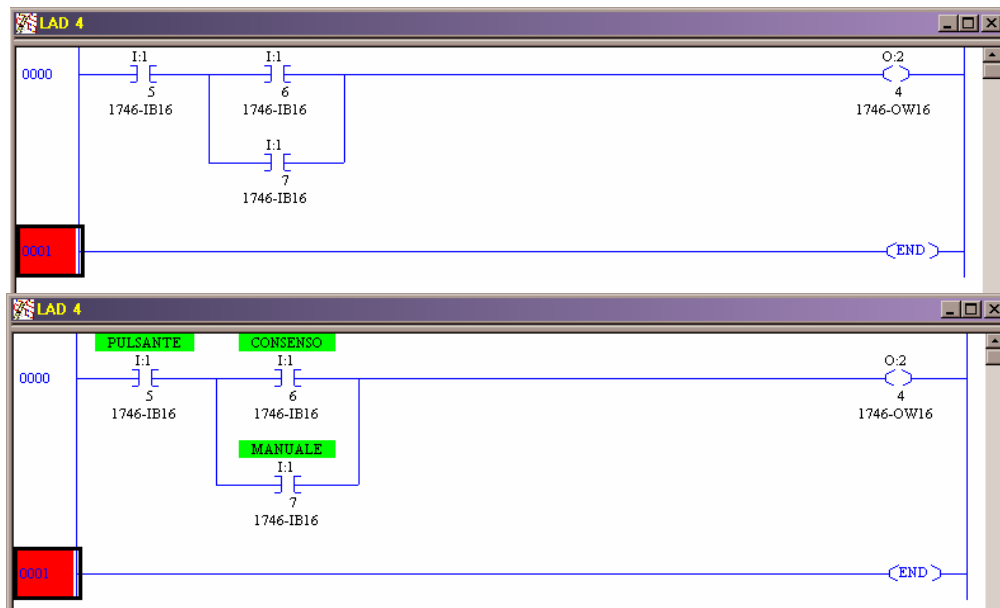 LAD 4
I:1 I:1 O:2
0000
5 6 4
1746-IB16 1746-IB16 1746-OW16
I:1
7
1746-IB16
0001 END
LAD 4
PULSANTE CONSENSO
I:1 I:1 O:2
0000
5 6 4
1746-IB16 1746-IB16 1746-OW16
MANUALE
I:1
7
1746-IB16
0001 END